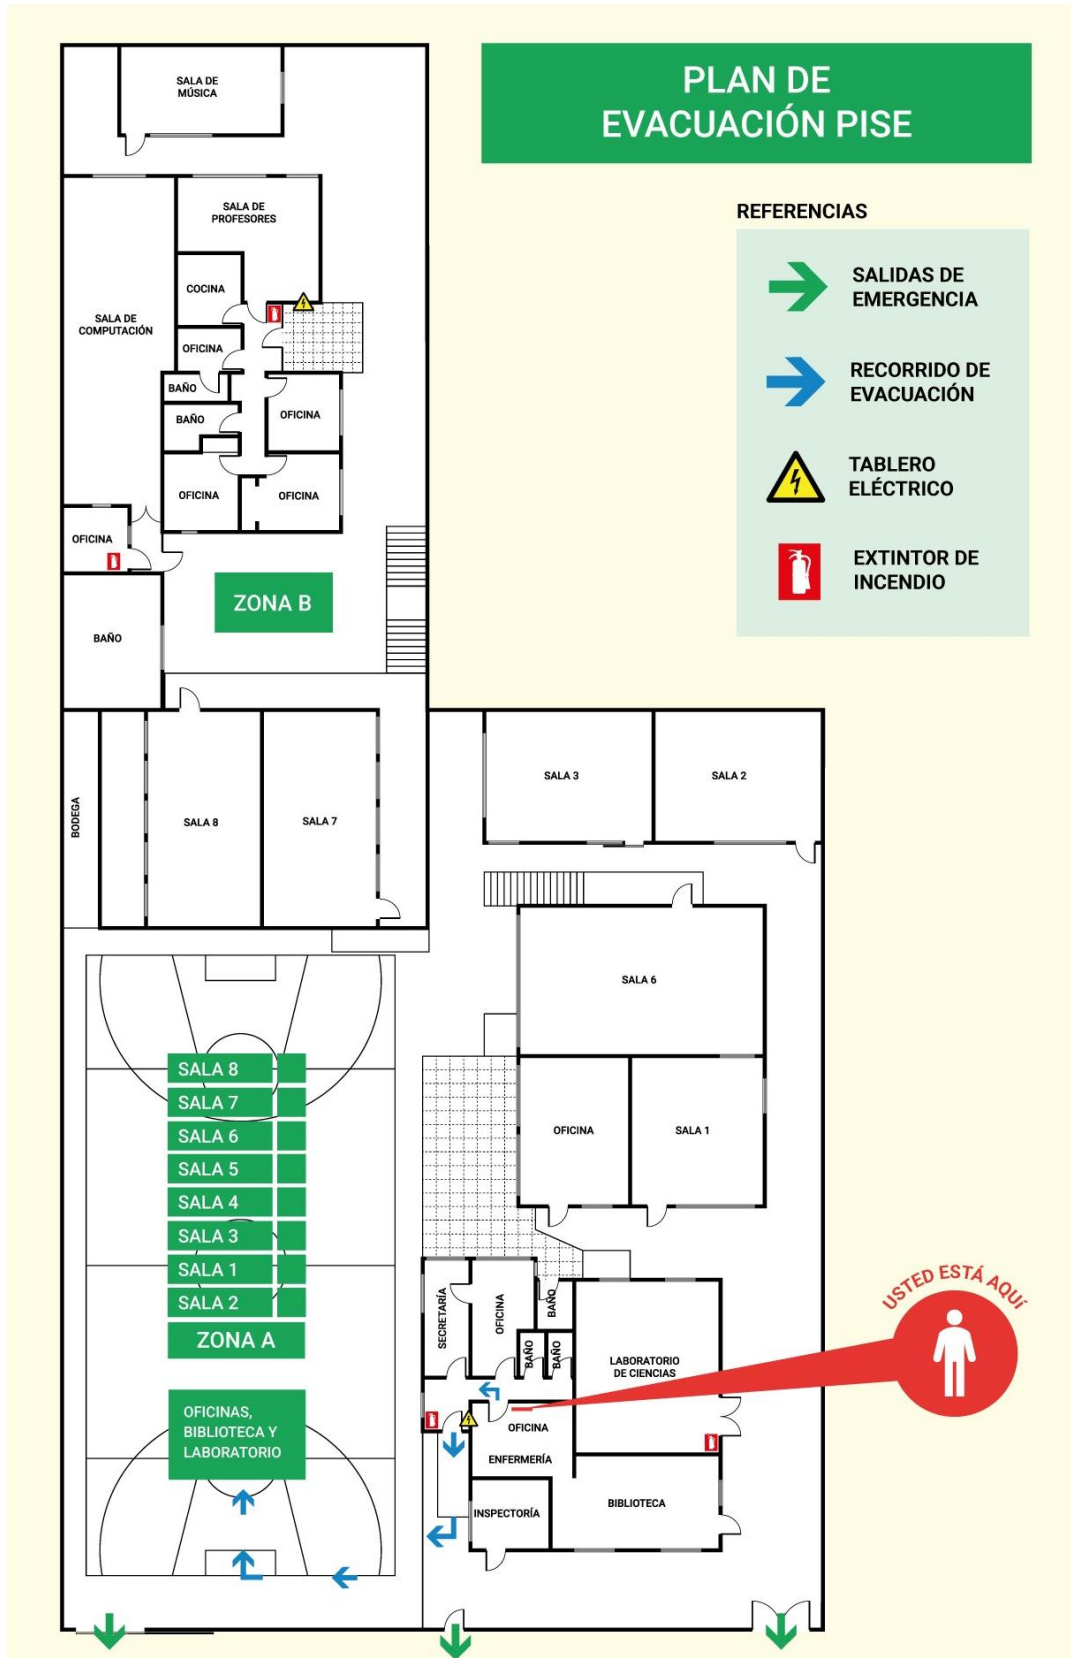 PLAN DE
EVACUACIÓN PISE
REFERENCIAS
SALIDAS DE
EMERGENCIA
RECORRIDO DE
EVACUACIÓN
TABLERO
ELÉCTRICO
EXTINTOR DE
INCENDIO
SALA DE
MÚSICA
SALA DE
PROFESORES
COCINA
SALA DE
COMPUTACIÓN
OFICINA
BAÑO
BAÑO
OFICINA
OFICINA
OFICINA
OFICINA
ZONA B
BAÑO
BODEGA
SALA 8
SALA 7
SALA 3
SALA 2
SALA 6
OFICINA
SALA 1
SALA 8
SALA 7
SALA 6
SALA 5
SALA 4
SALA 3
SALA 1
SALA 2
ZONA A
OFICINAS,
BIBLIOTECA Y
LABORATORIO
SECRETARÍA
OFICINA
BAÑO
BAÑO
BAÑO
LABORATORIO
DE CIENCIAS
USTED ESTÁ AQUÍ
OFICINA
ENFERMERÍA
INSPECTORÍA
BIBLIOTECA